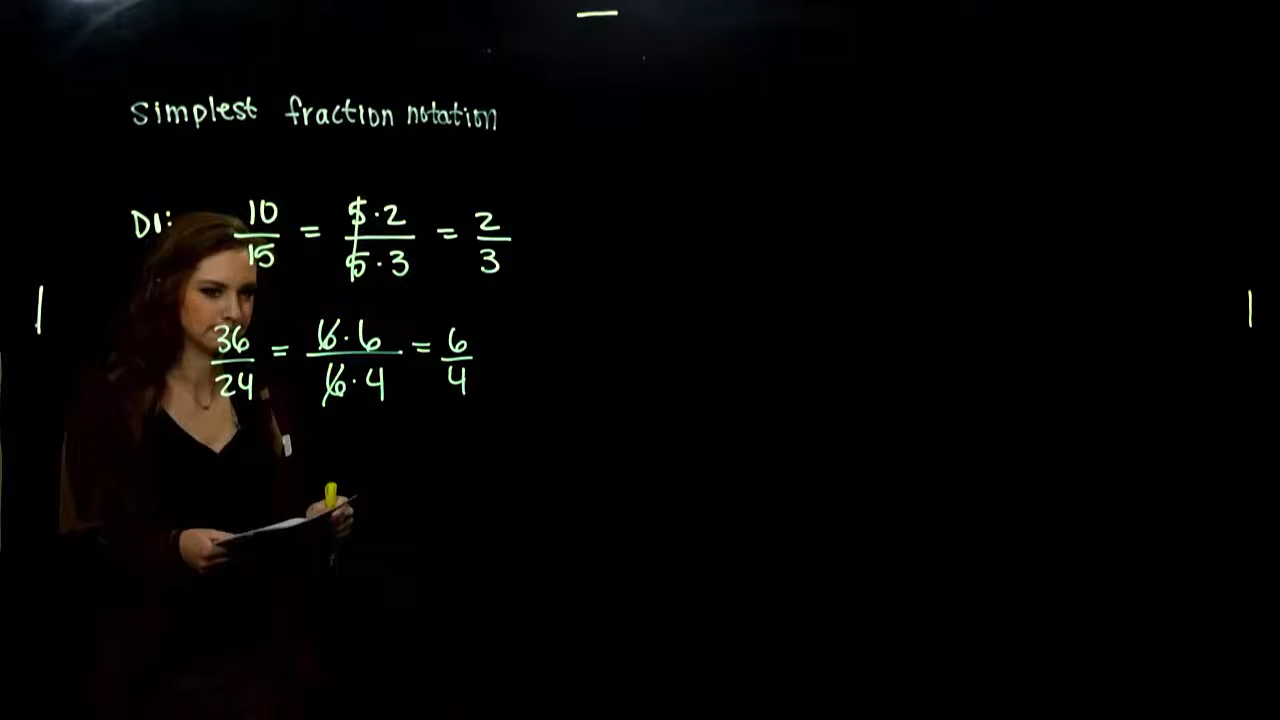 Simplest fraction notation
D1: 10/15 = 5·2/5·3 = 2/3
36/24 = 6·6/6·4 = 6/4